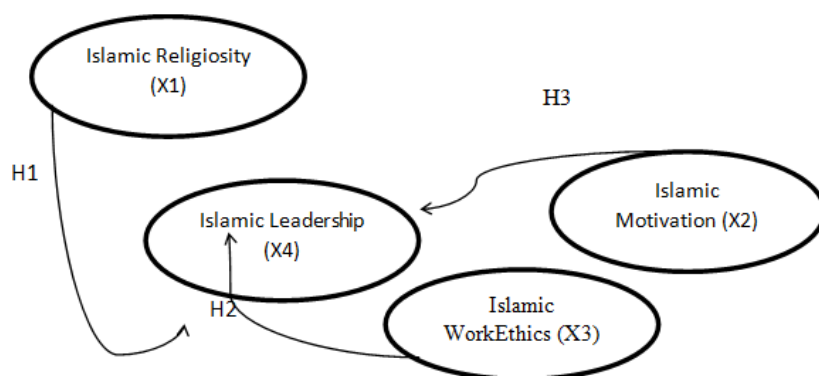 Islamic Religiosity
(X1)
H3
H1
Islamic
Motivation (X2)
Islamic Leadership
(X4)
H2
Islamic
WorkEthics (X3)